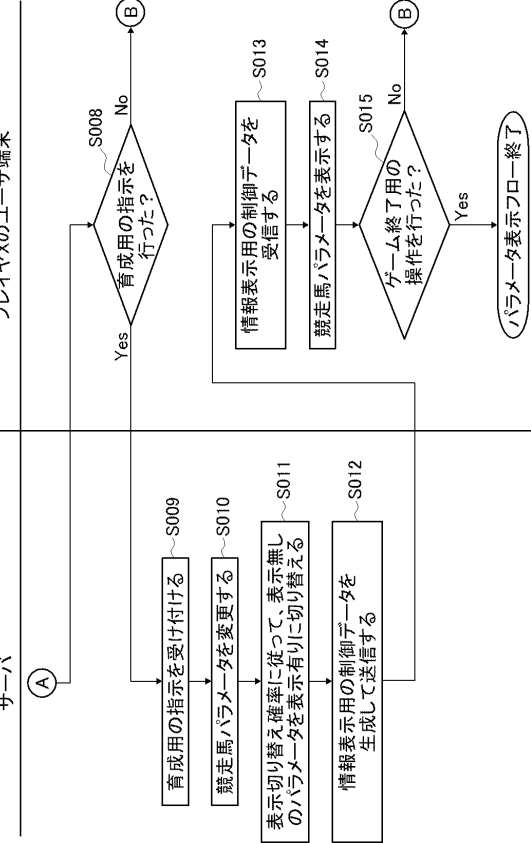 サーバ
プレイヤXのユーザ端末
A
育成用の指示を
行った？
S008
Yes
No
B
育成用の指示を受け付ける
S009
競走馬パラメータを変更する
S010
表示切り替え確率に従って、表示無し
のパラメータを表示有りに切り替える
S011
情報表示用の制御データを
生成して送信する
S012
情報表示用の制御データを
受信する
S013
競走馬パラメータを表示する
S014
ゲーム終了用の
操作を行った？
S015
No
B
Yes
パラメータ表示フロー終了